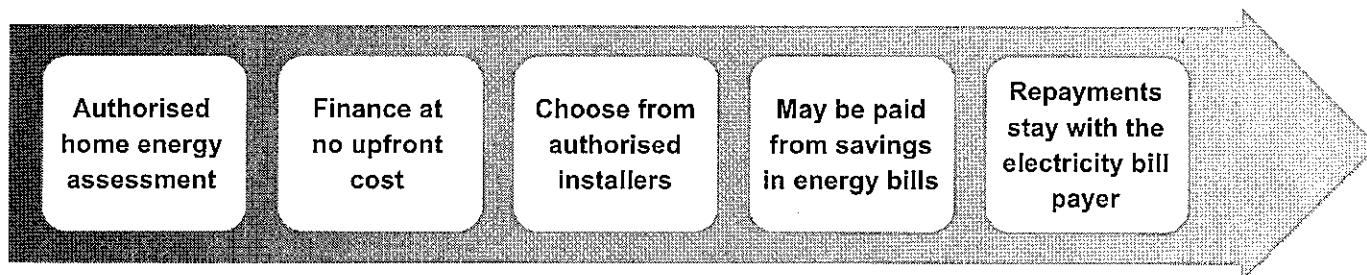 Authorised
home energy
assessment
Finance at
no upfront
cost
Choose from
authorised
installers
May be paid
from savings
in energy bills
Repayments
stay with the
electricity bill
payer